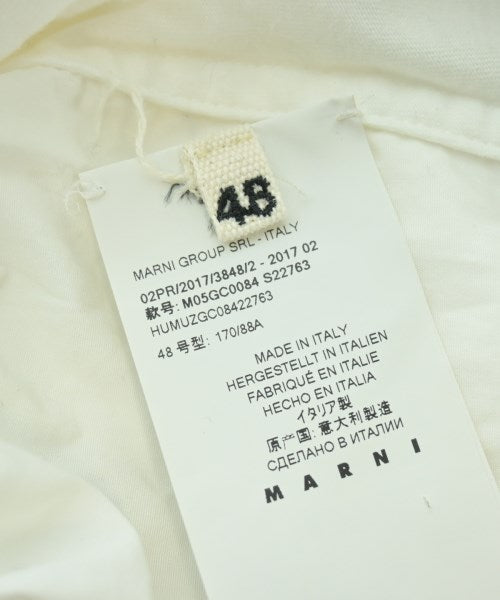 48
MARNI GROUP SRL - ITALY
02PR/2017/3848/2 - 2017 02
款号: M05GC0084 S22763
HUMUZGC08422763
48 号型: 170/88A
MADE IN ITALY
HERGESTELLT IN ITALIEN
FABRIQUÉ EN ITALIE
HECHO EN ITALIA
イタリア製
原产国: 意大利製造
СДЕЛАНО В ИТАЛИИ
MARNI